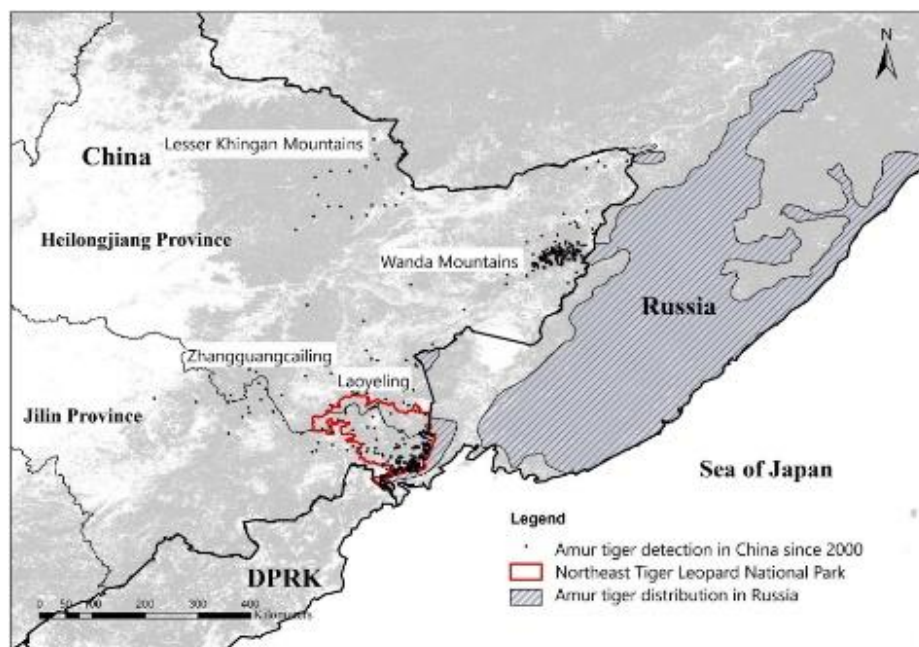 N
Lesser Khingan Mountains
China
Heilongjiang Province
Wanda Mountains
Russia
Zhangguangcailing
Laoyeling
Jilin Province
Sea of Japan
Legend
Amur tiger detection in China since 2000
Northeast Tiger Leopard National Park
Amur tiger distribution in Russia
DPRK
0 50 100 200 300 400
Kilometers